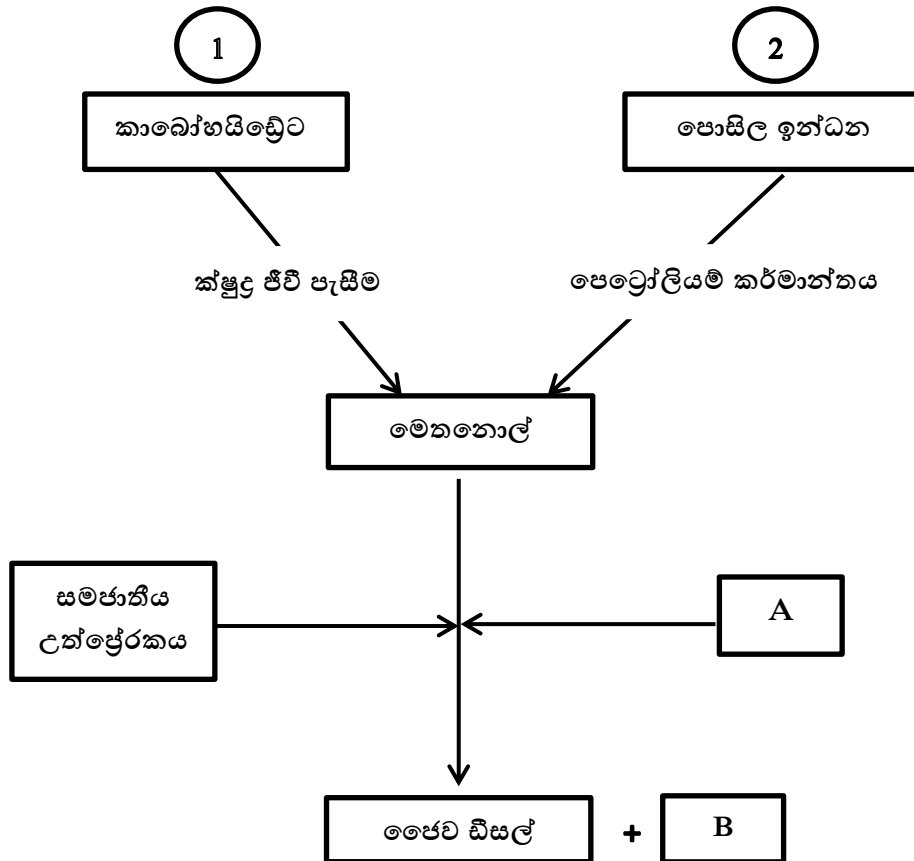 1
2
කාබෝහයිඩ්‍රේට
පොසිල ඉන්ධන
ක්ෂුද්‍ර ජීවී පැසීම
පෙට්‍රෝලියම් කර්මාන්තය
මෙතනොල්
සමජාතීය
උත්ප්‍රේරකය
A
ජෛව ඩීසල්
+
B